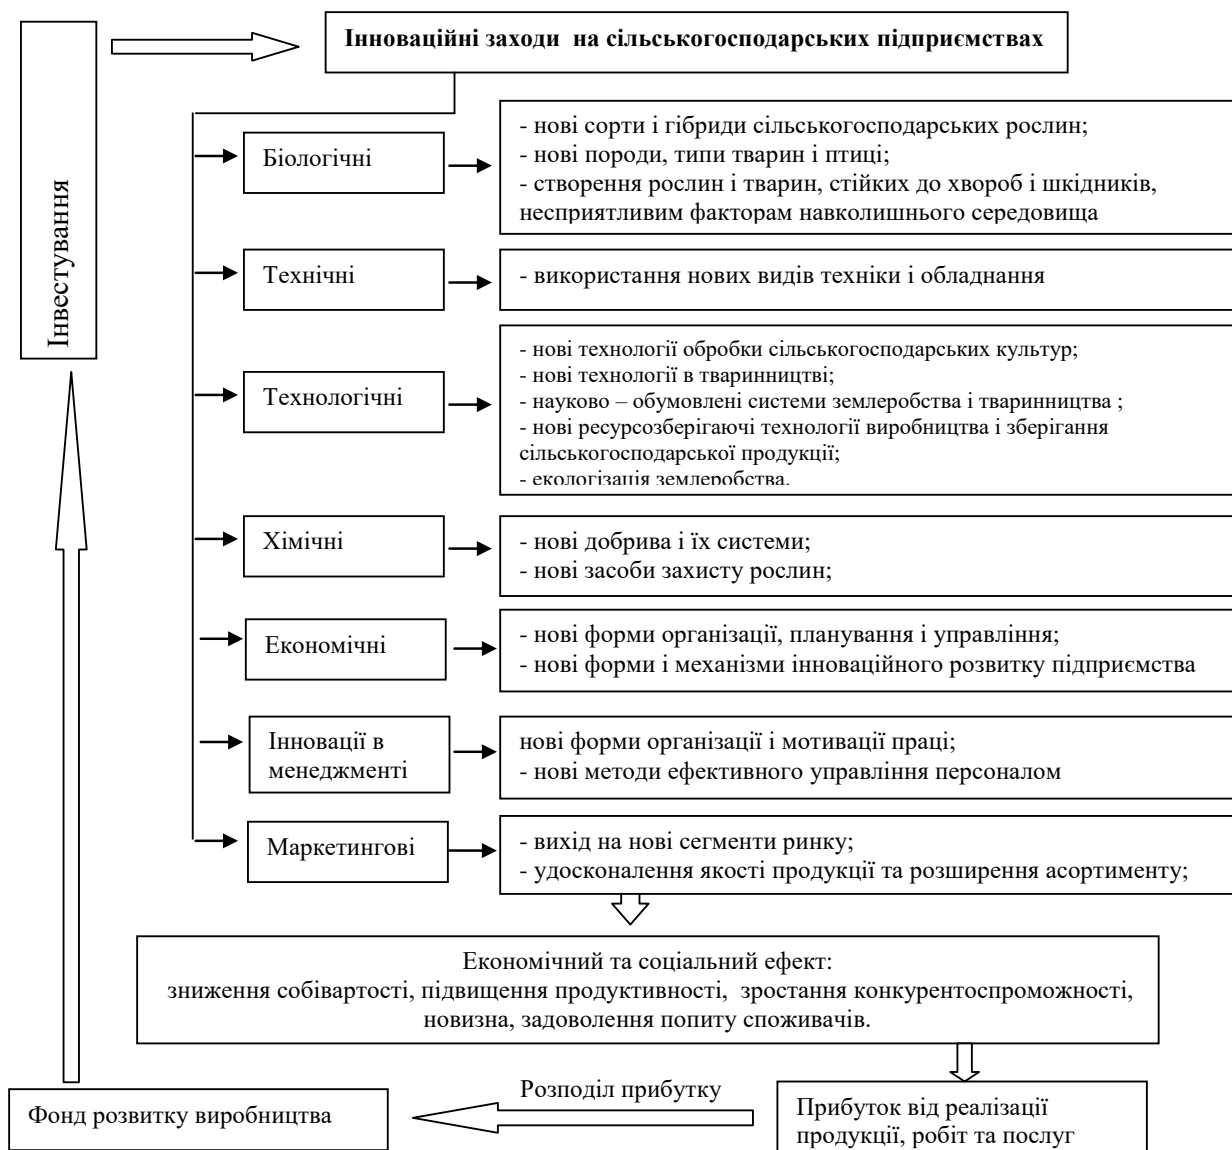 Інноваційні заходи на сільськогосподарських підприємствах
Інвестування
Біологічні
- нові сорти і гібриди сільськогосподарських рослин;
- нові породи, типи тварин і птиці;
- створення рослин і тварин, стійких до хвороб і шкідників,
несприятливим факторам навколишнього середовища
Технічні
- використання нових видів техніки і обладнання
Технологічні
- нові технології обробки сільськогосподарських культур;
- нові технології в тваринництві;
- науково – обумовлені системи землеробства і тваринництва ;
- нові ресурсозберігаючі технології виробництва і зберігання
сільськогосподарської продукції;
- екологізація землеробства.
Хімічні
- нові добрива і їх системи;
- нові засоби захисту рослин;
Економічні
- нові форми організації, планування і управління;
- нові форми і механізми інноваційного розвитку підприємства
Інновації в
менеджменті
нові форми організації і мотивації праці;
- нові методи ефективного управління персоналом
Маркетингові
- вихід на нові сегменти ринку;
- удосконалення якості продукції та розширення асортименту;
Економічний та соціальний ефект:
зниження собівартості, підвищення продуктивності, зростання конкурентоспроможності,
новизна, задоволення попиту споживачів.
Розподіл прибутку
Фонд розвитку виробництва
Прибуток від реалізації
продукції, робіт та послуг